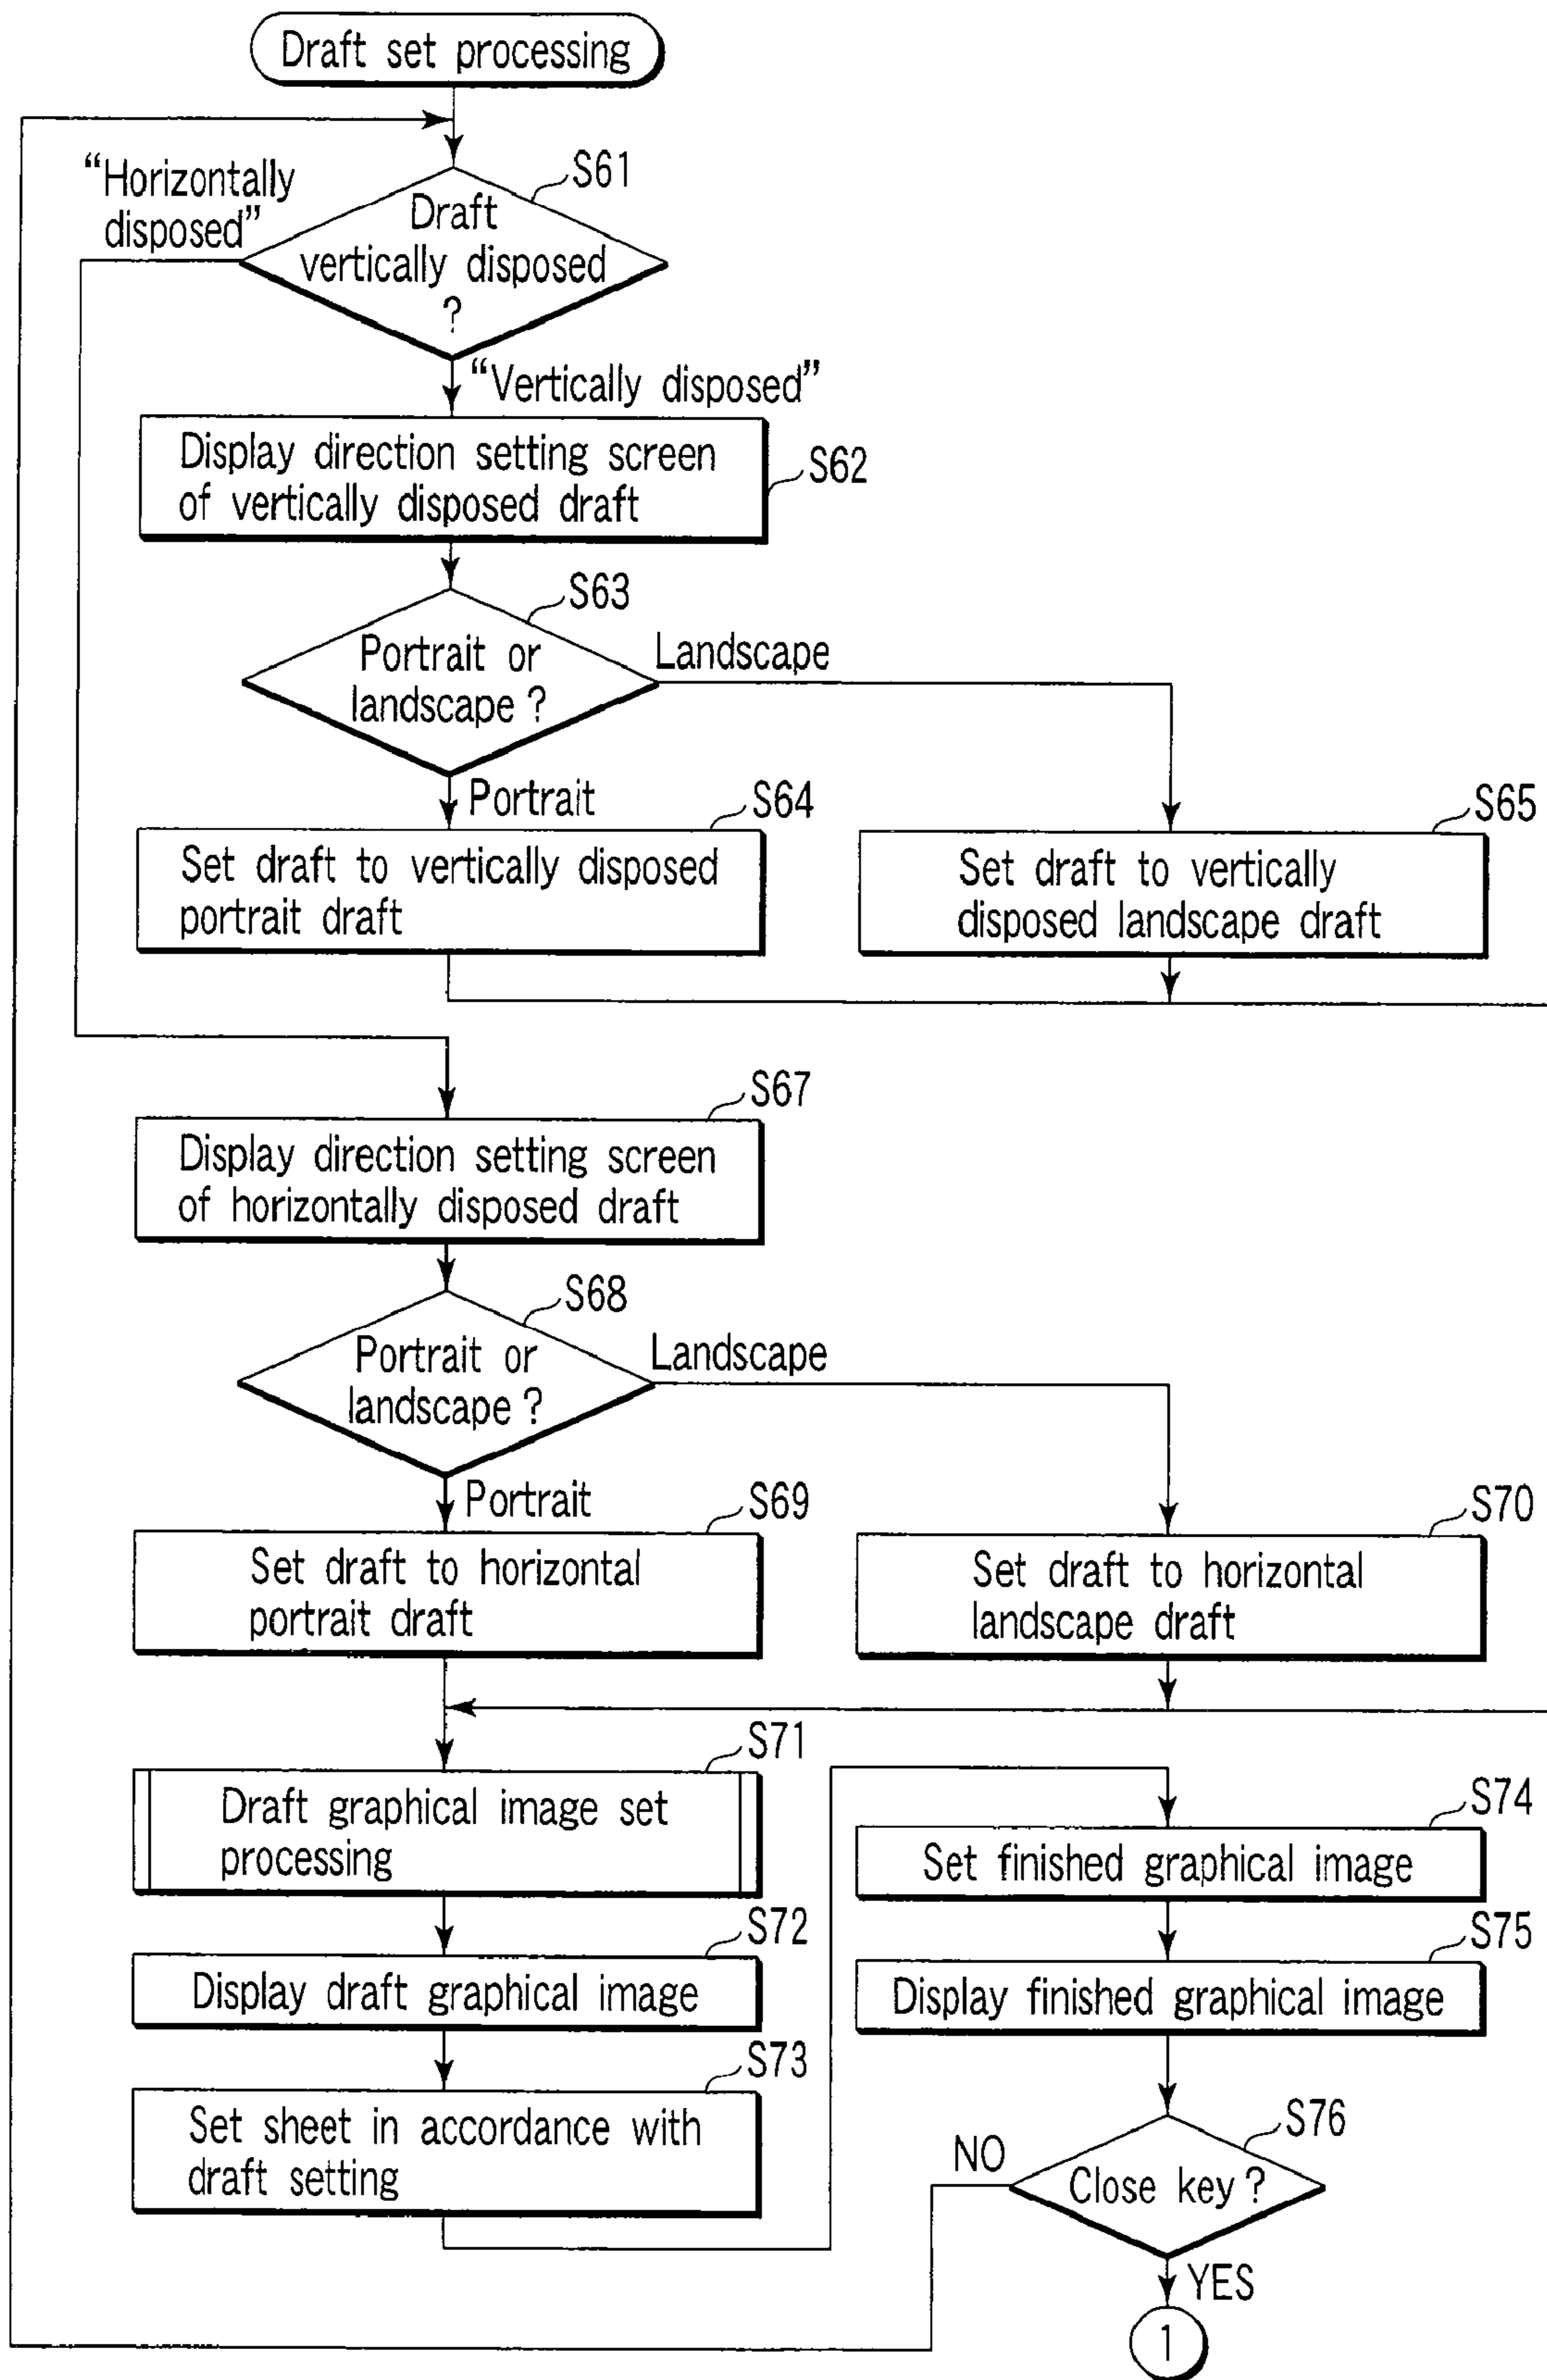 Draft set processing
“Horizontally
disposed”
S61
Draft
vertically disposed
?
“Vertically disposed”
Display direction setting screen
of vertically disposed draft
S62
S63
Portrait or
landscape ?
Landscape
Portrait
S64
Set draft to vertically disposed
portrait draft
S65
Set draft to vertically
disposed landscape draft
S67
Display direction setting screen
of horizontally disposed draft
S68
Portrait or
landscape ?
Landscape
Portrait
S69
Set draft to horizontal
portrait draft
S70
Set draft to horizontal
landscape draft
S71
Draft graphical image set
processing
S72
Display draft graphical image
S73
Set sheet in accordance with
draft setting
S74
Set finished graphical image
S75
Display finished graphical image
S76
Close key ?
NO
YES
1